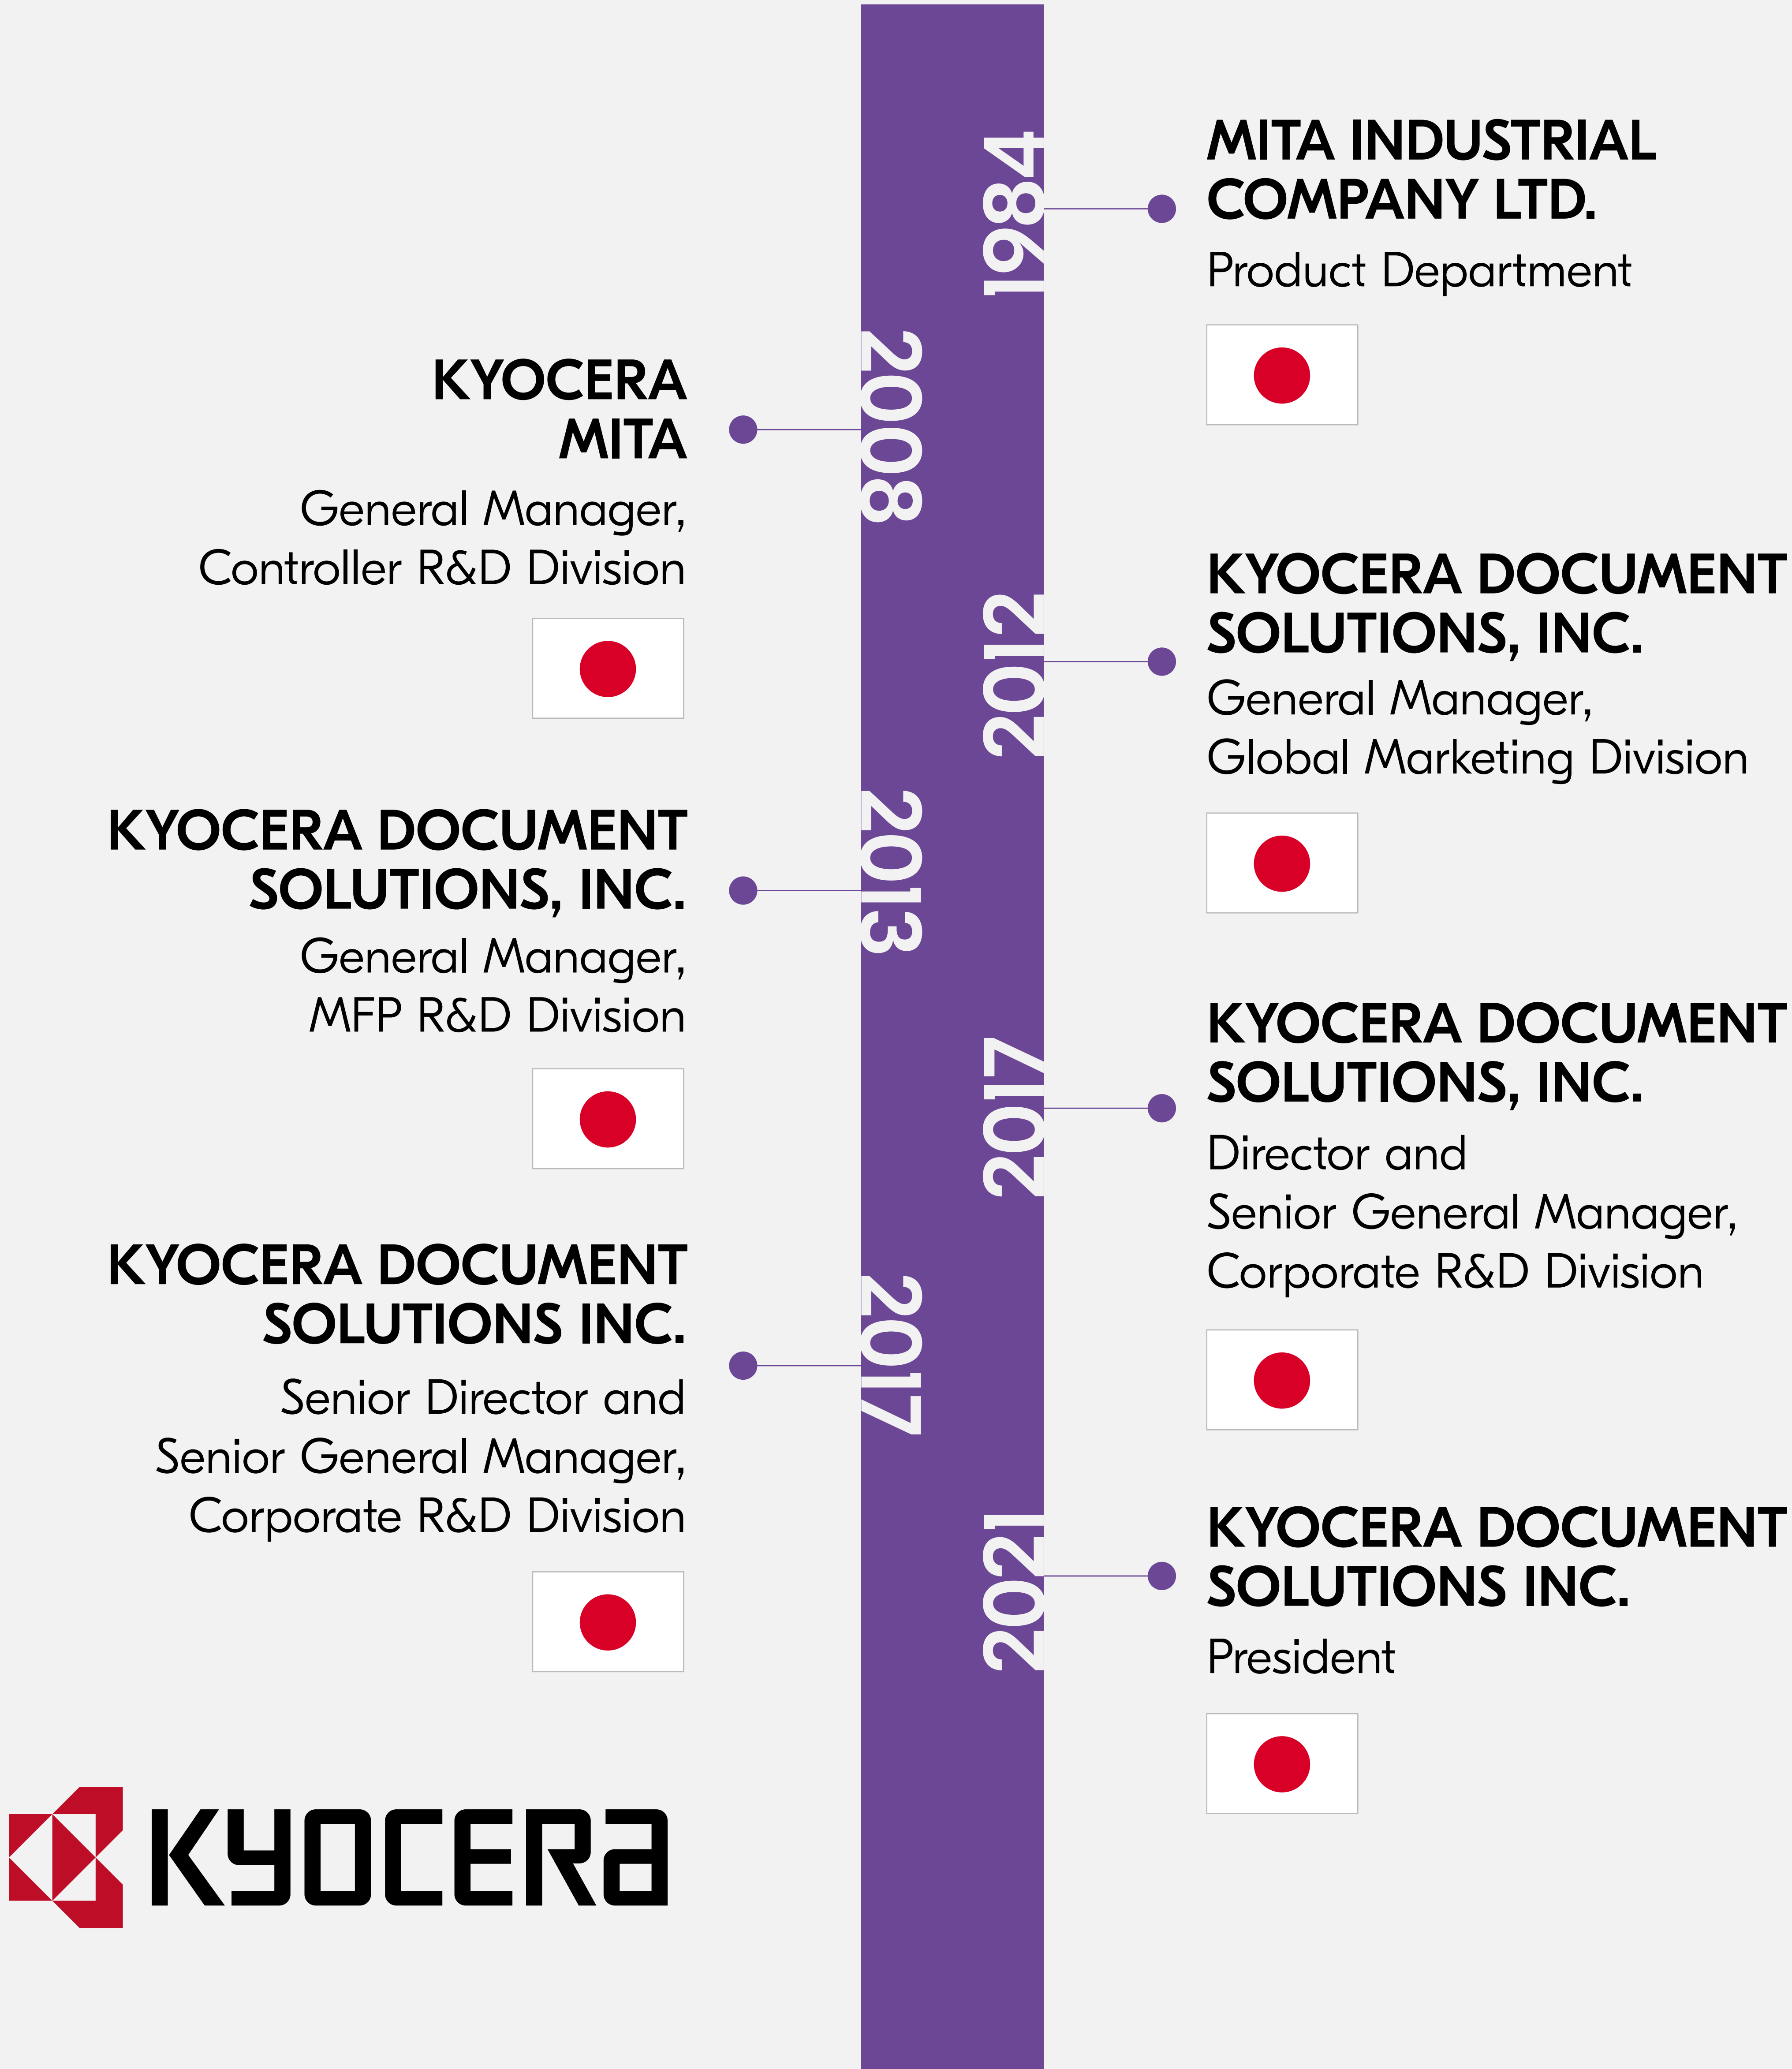 1984
MITA INDUSTRIAL
COMPANY LTD.
Product Department
2008
KYOCERA
MITA
General Manager,
Controller R&D Division
2012
KYOCERA DOCUMENT
SOLUTIONS, INC.
General Manager,
Global Marketing Division
2013
KYOCERA DOCUMENT
SOLUTIONS, INC.
General Manager,
MFP R&D Division
2017
KYOCERA DOCUMENT
SOLUTIONS, INC.
Director and
Senior General Manager,
Corporate R&D Division
2017
KYOCERA DOCUMENT
SOLUTIONS INC.
Senior Director and
Senior General Manager,
Corporate R&D Division
2021
KYOCERA DOCUMENT
SOLUTIONS INC.
President
KYOCERA